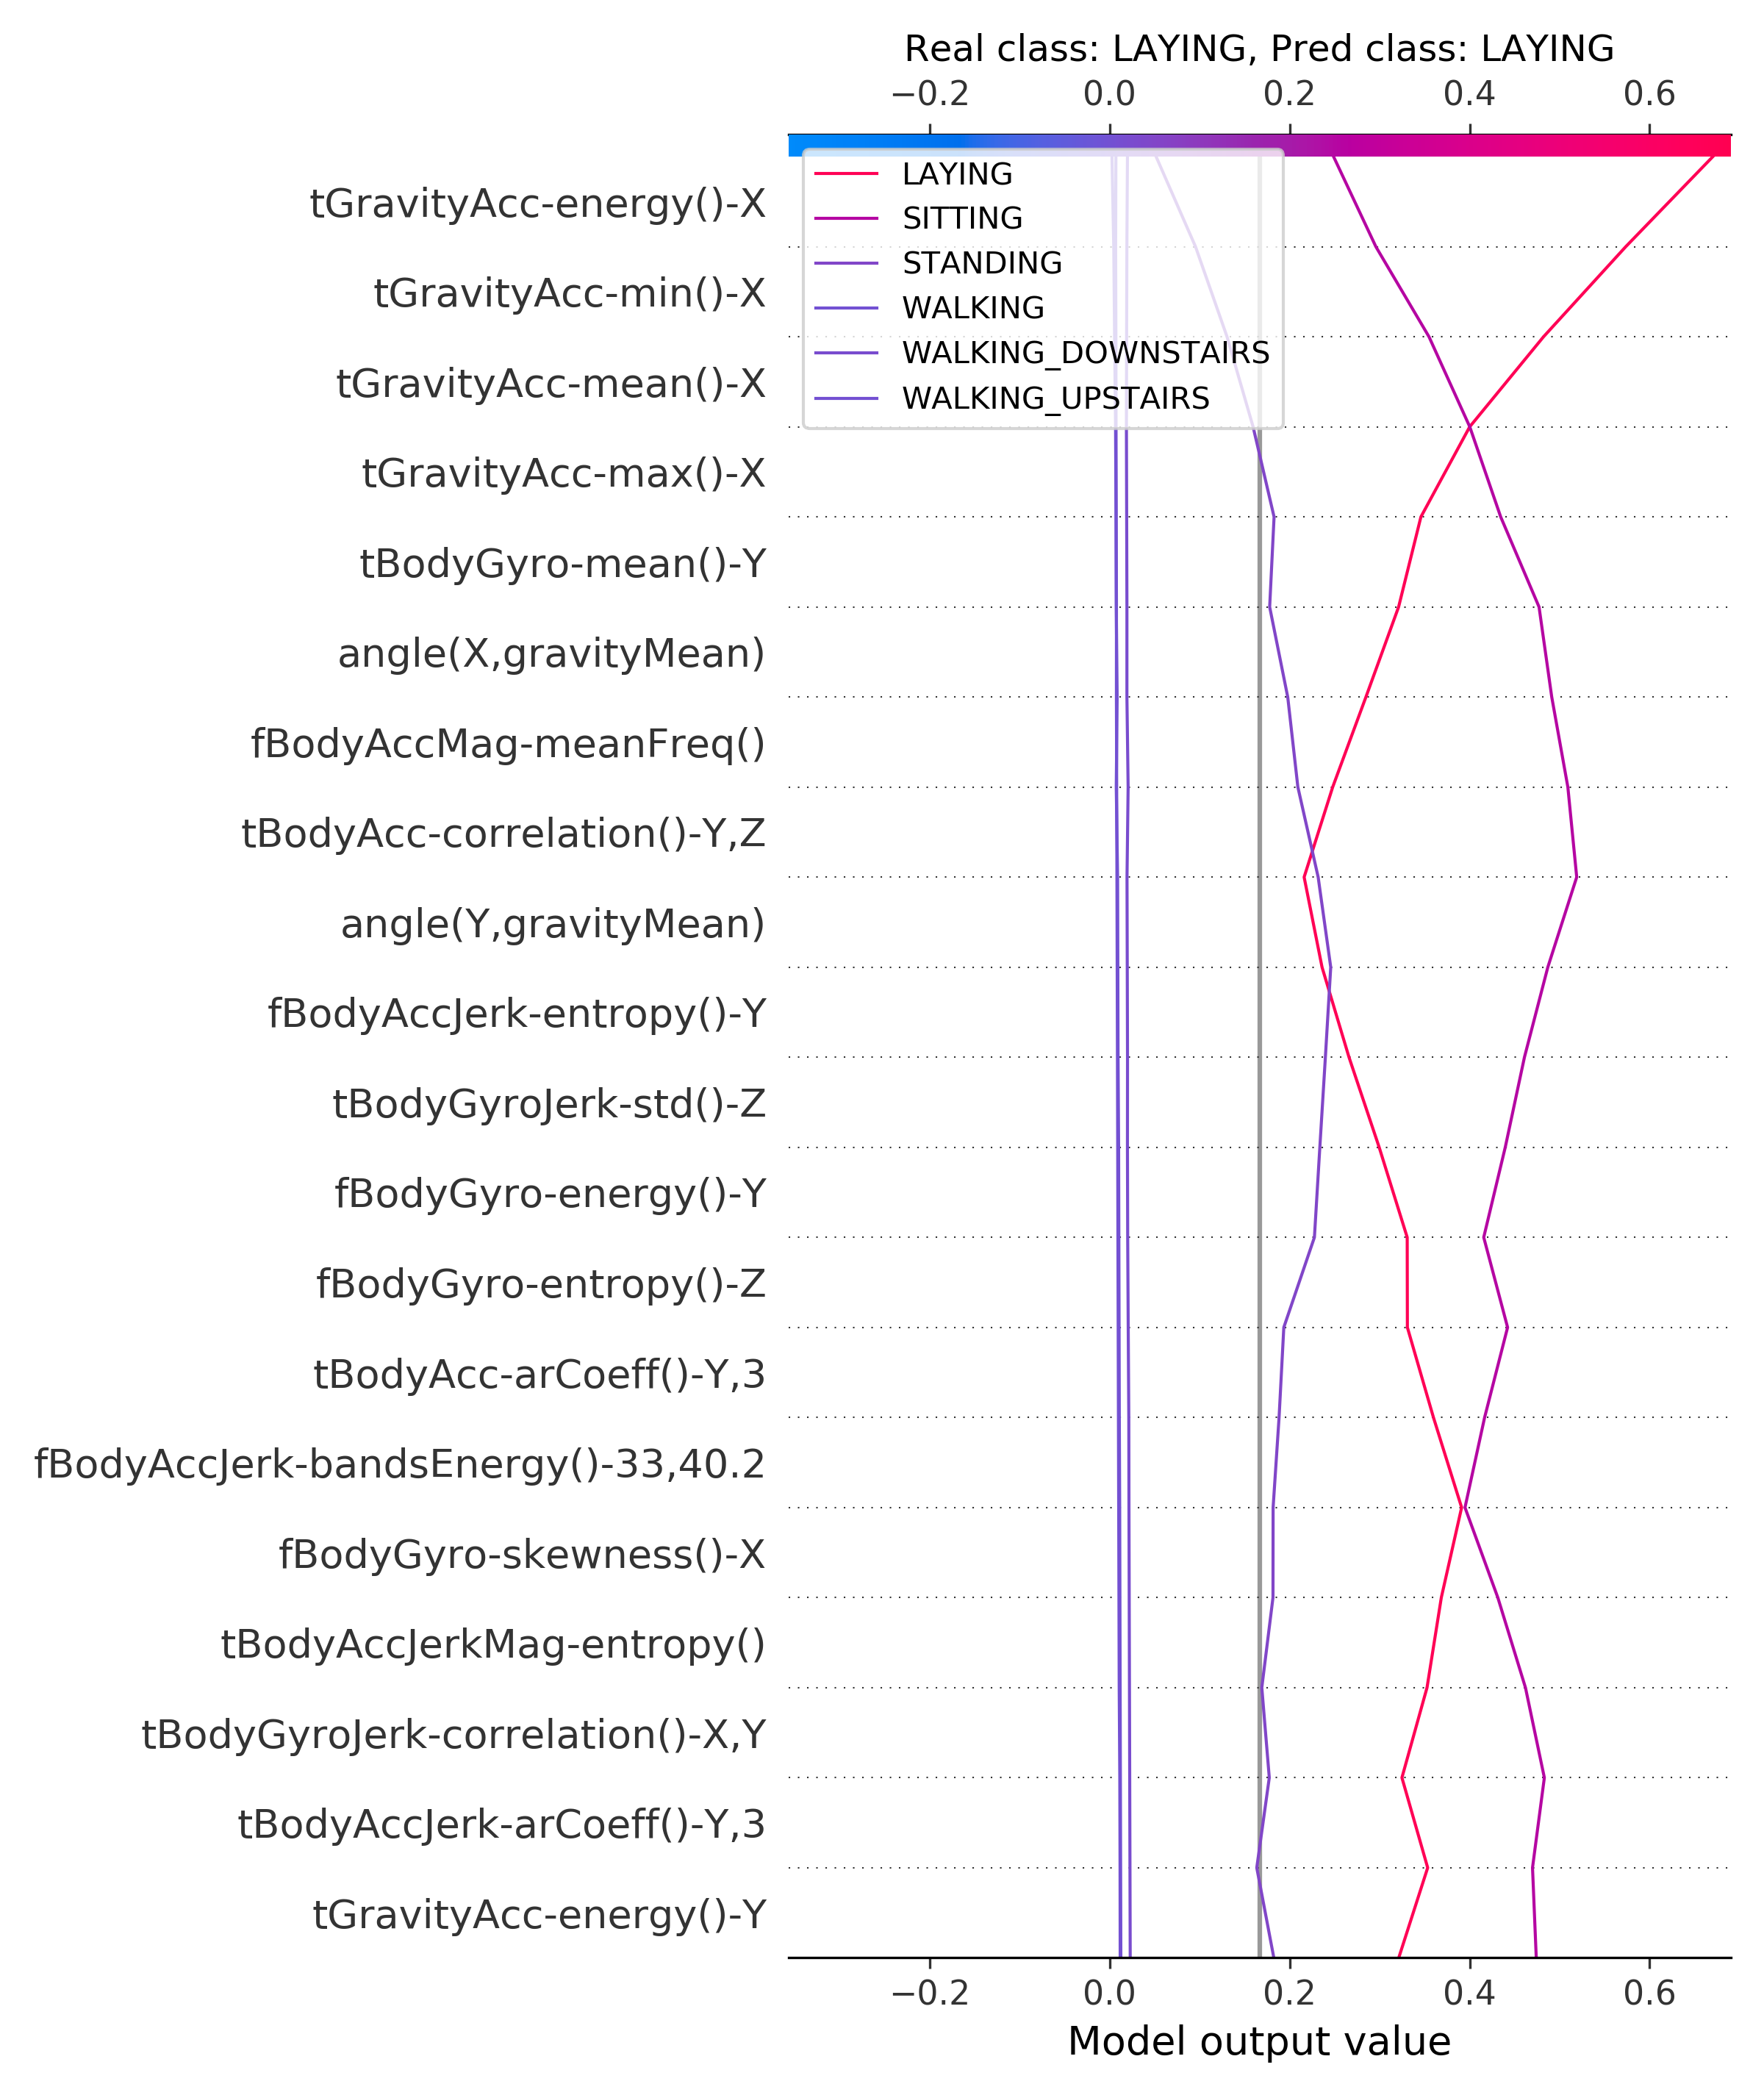 Real class: LAYING, Pred class: LAYING
−0.2 0.0 0.2 0.4 0.6
LAYING
SITTING
STANDING
WALKING
WALKING_DOWNSTAIRS
WALKING_UPSTAIRS
tGravityAcc-energy()-X
tGravityAcc-min()-X
tGravityAcc-mean()-X
tGravityAcc-max()-X
tBodyGyro-mean()-Y
angle(X,gravityMean)
fBodyAccMag-meanFreq()
tBodyAcc-correlation()-Y,Z
angle(Y,gravityMean)
fBodyAccJerk-entropy()-Y
tBodyGyroJerk-std()-Z
fBodyGyro-energy()-Y
fBodyGyro-entropy()-Z
tBodyAcc-arCoeff()-Y,3
fBodyAccJerk-bandsEnergy()-33,40.2
fBodyGyro-skewness()-X
tBodyAccJerkMag-entropy()
tBodyGyroJerk-correlation()-X,Y
tBodyAccJerk-arCoeff()-Y,3
tGravityAcc-energy()-Y
−0.2 0.0 0.2 0.4 0.6
Model output value